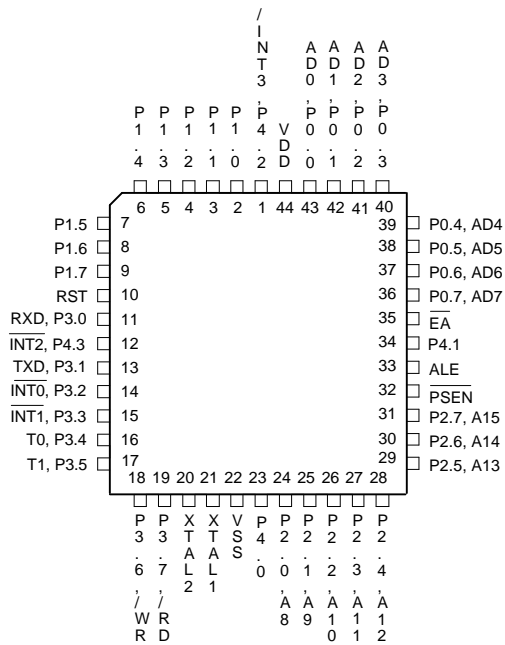 P1.4
P1.3
P1.2
P1.1
P1.0
/INT3,P4.2
VDD
AD0,P0.0
AD1,P0.1
AD2,P0.2
AD3,P0.3
6 5 4 3 2 1 44 43 42 41 40
P1.5 7
P1.6 8
P1.7 9
RST 10
RXD, P3.0 11
INT2, P4.3 12
TXD, P3.1 13
INT0, P3.2 14
INT1, P3.3 15
T0, P3.4 16
T1, P3.5 17
39 P0.4, AD4
38 P0.5, AD5
37 P0.6, AD6
36 P0.7, AD7
35 EA
34 P4.1
33 ALE
32 PSEN
31 P2.7, A15
30 P2.6, A14
29 P2.5, A13
18 19 20 21 22 23 24 25 26 27 28
P3.6,/WR
P3.7,/RD
XTAL2
XTAL1
VSS
P4.0
P2.0,A8
P2.1,A9
P2.2,A10
P2.3,A11
P2.4,A12